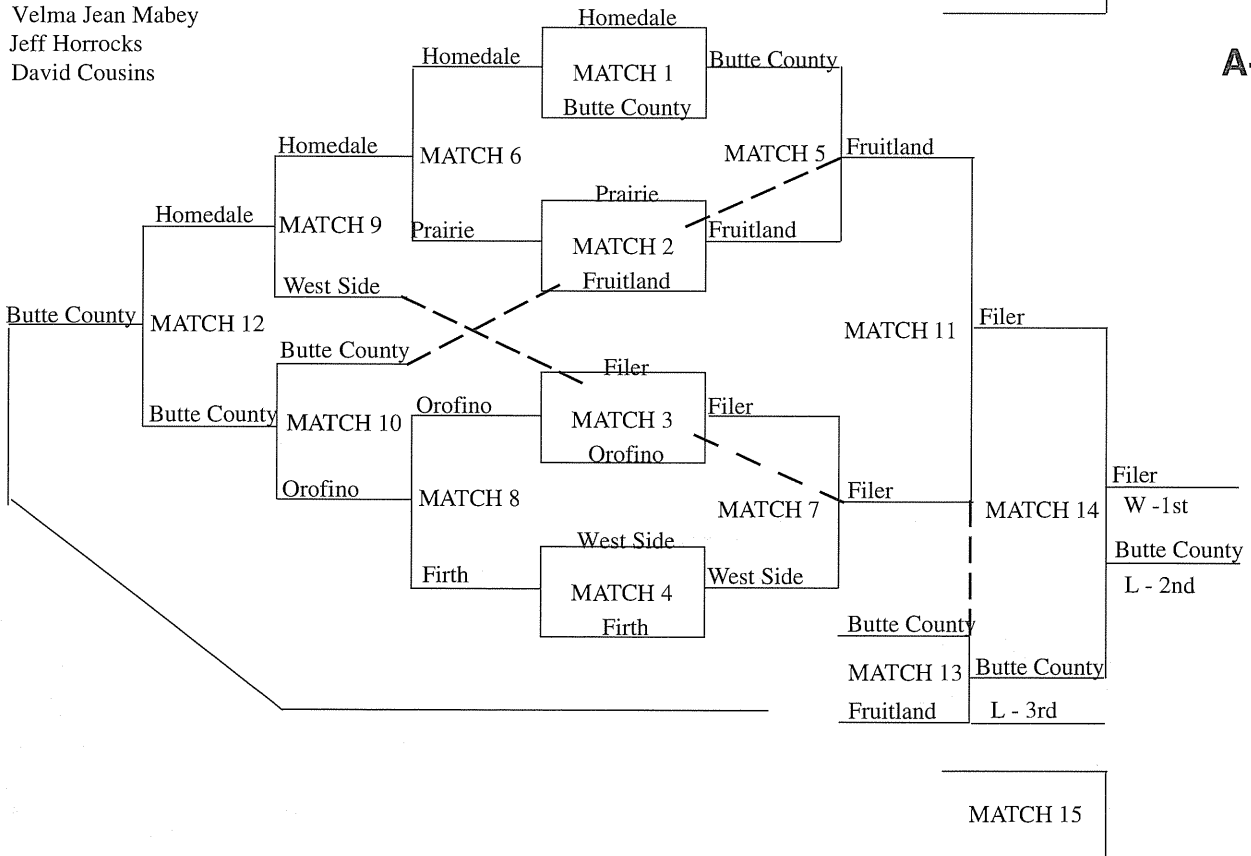 Velma Jean Mabey
Jeff Horrocks
David Cousins
A-
Homedale
MATCH 1
Butte County
Homedale
Butte County
Homedale
MATCH 6
MATCH 5
Fruitland
Prairie
MATCH 2
Fruitland
Prairie
Fruitland
Homedale
MATCH 9
West Side
Butte County
MATCH 12
Butte County
MATCH 11
Filer
Filer
MATCH 3
Orofino
Butte County
MATCH 10
Orofino
Filer
Orofino
MATCH 8
MATCH 7
Filer
MATCH 14
Filer
W -1st
Butte County
L - 2nd
West Side
MATCH 4
Firth
Firth
West Side
Butte County
MATCH 13
Butte County
Fruitland
L - 3rd
MATCH 15